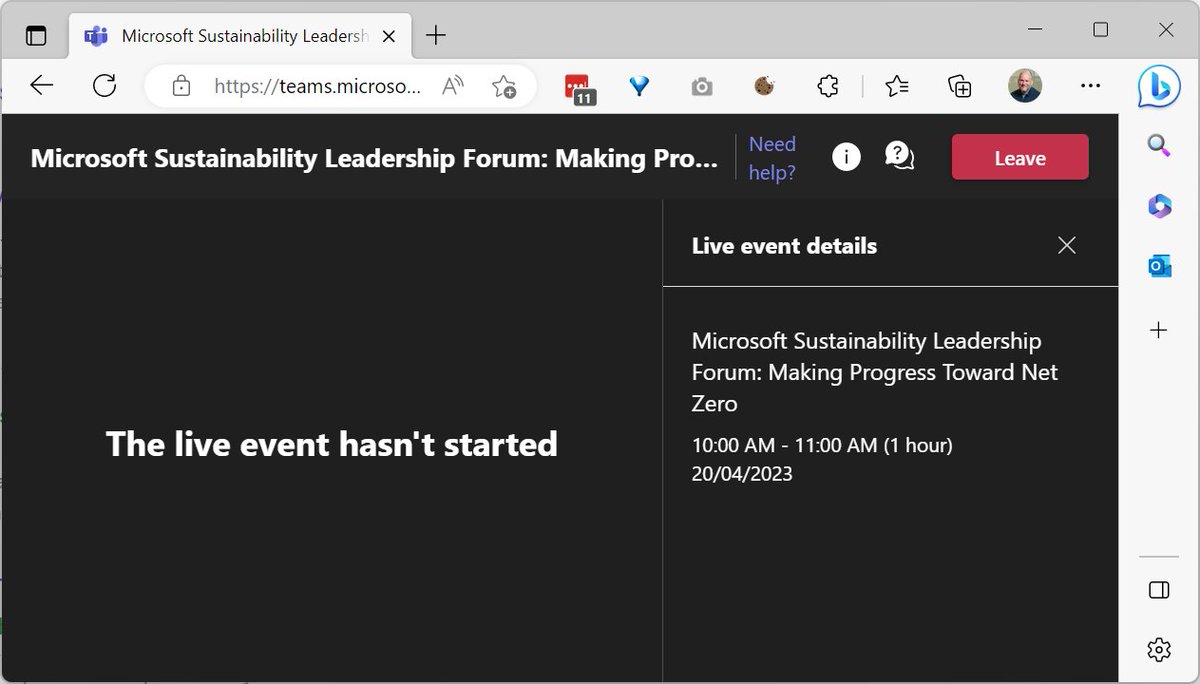 Microsoft Sustainability Leadersh
https://teams.microso...
11
Microsoft Sustainability Leadership Forum: Making Pro...
Need
help?
Leave
Live event details
Microsoft Sustainability Leadership
Forum: Making Progress Toward Net
Zero
10:00 AM - 11:00 AM (1 hour)
20/04/2023
The live event hasn't started